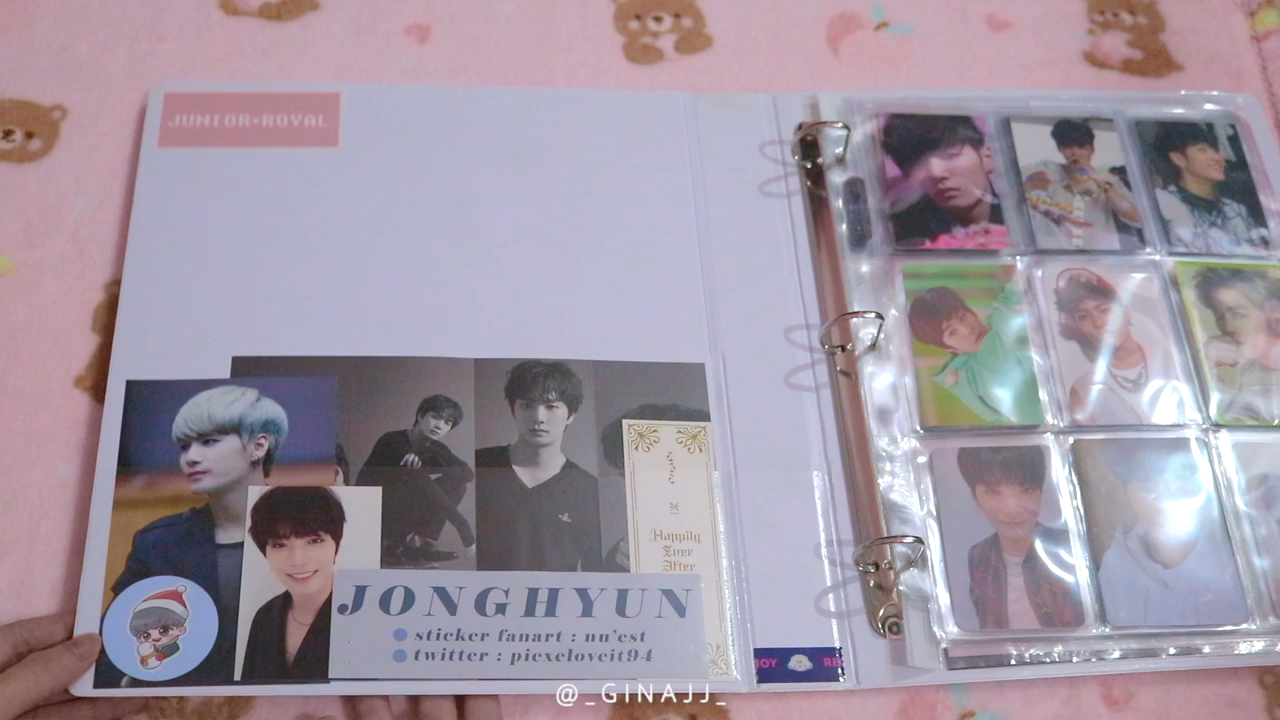 JUNIOR•ROYAL
Happily
Ever
After
JONGHYUN
sticker fanart : nu'est
twitter : picxeloveit94
@_GINAJJ_